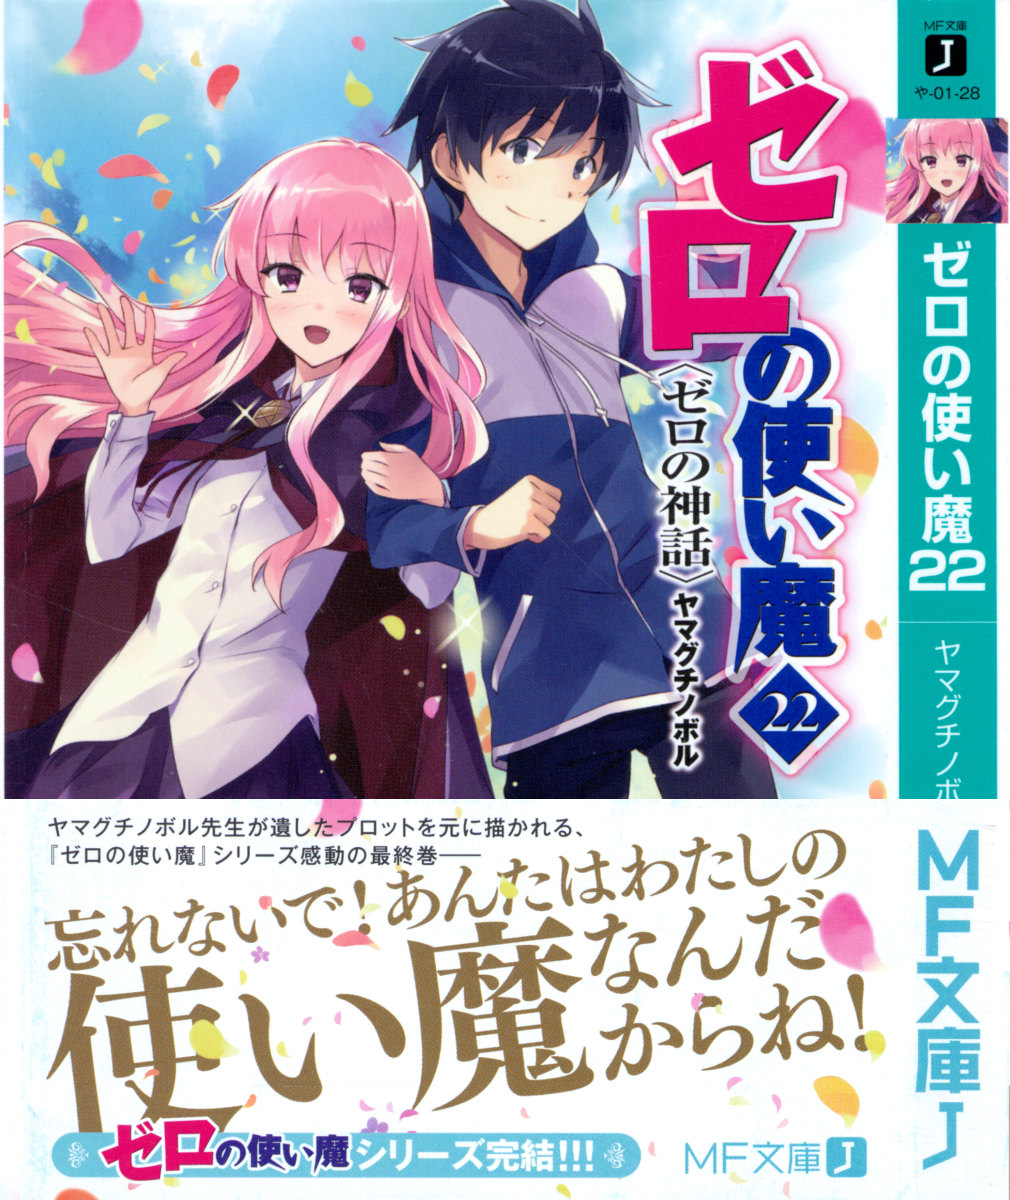 ゼロの使い魔
22
〈ゼロの神話〉
ヤマグチノボル
MF文庫
J
や-01-28
ゼロの使い魔
22
ヤマグチノボ
ヤマグチノボル先生が遺したプロットを元に描かれる、
『ゼロの使い魔』シリーズ感動の最終巻――
忘れないで!あんたはわたしの
使い魔なんだ
からね!
ゼロの使い魔シリーズ完結!!!
MF文庫J
MF文庫J